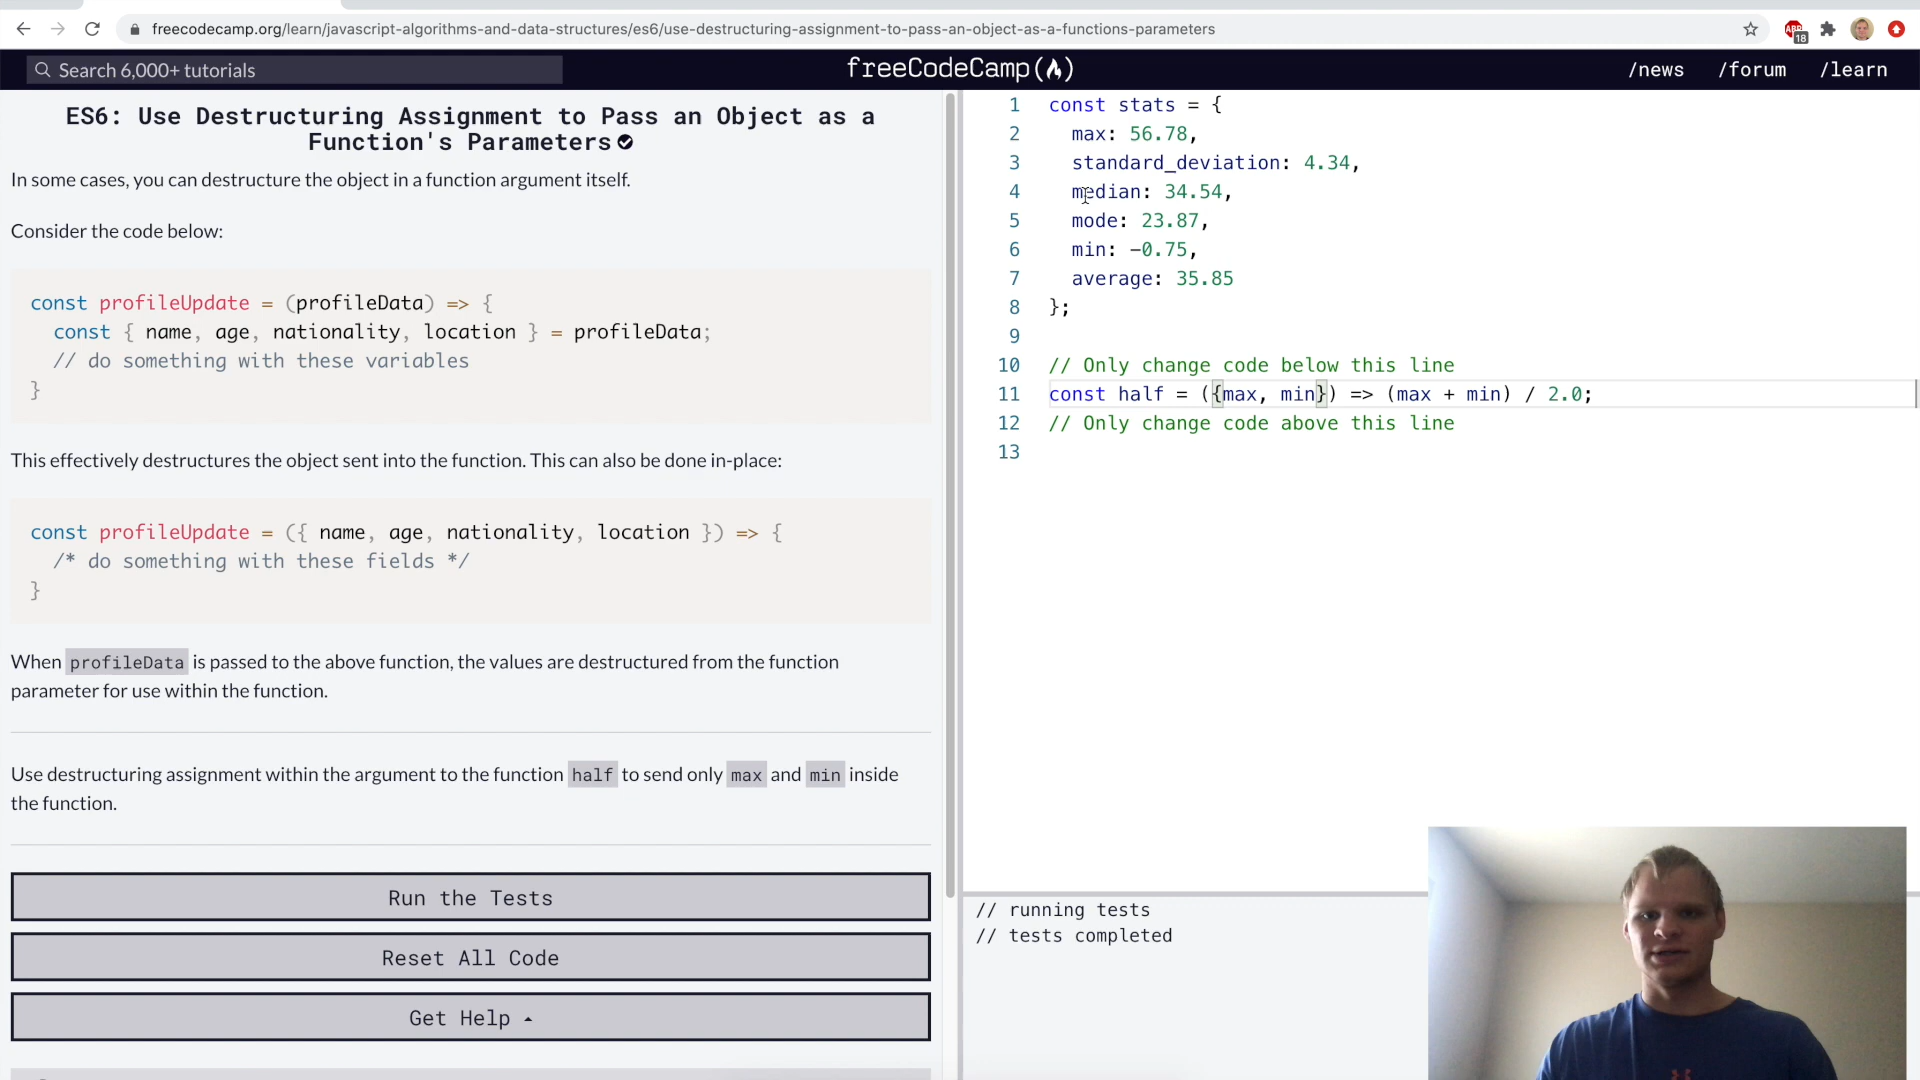 freecodecamp.org/learn/javascript-algorithms-and-data-structures/es6/use-destructuring-assignment-to-pass-an-object-as-a-functions-parameters
ABP
18
Search 6,000+ tutorials
freeCodeCamp(🔥)
/news /forum /learn
ES6: Use Destructuring Assignment to Pass an Object as a
Function's Parameters
In some cases, you can destructure the object in a function argument itself.
Consider the code below:
const profileUpdate = (profileData) => {
  const { name, age, nationality, location } = profileData;
  // do something with these variables
}
This effectively destructures the object sent into the function. This can also be done in-place:
const profileUpdate = ({ name, age, nationality, location }) => {
  /* do something with these fields */
}
When profileData is passed to the above function, the values are destructured from the function
parameter for use within the function.
Use destructuring assignment within the argument to the function half to send only max and min inside
the function.
Run the Tests
Reset All Code
Get Help
1 const stats = {
2   max: 56.78,
3   standard_deviation: 4.34,
4   median: 34.54,
5   mode: 23.87,
6   min: -0.75,
7   average: 35.85
8 };
9
10 // Only change code below this line
11 const half = ({max, min}) => (max + min) / 2.0;
12 // Only change code above this line
13
// running tests
// tests completed